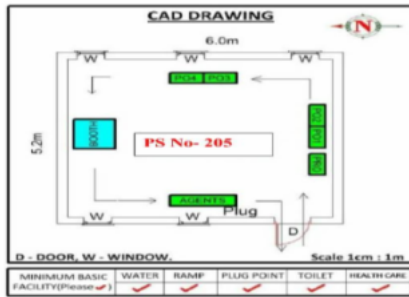 CAD DRAWING
N
6.0m
W W W
PO4 PO3
5.2m
BOOTH
PS No- 205
PO2
PO1
PRO
AGENTS
Plug
W W
D
D - DOOR, W - WINDOW. Scale 1cm : 1m
MINIMUM BASIC FACILITY(Please✓) WATER RAMP PLUG POINT TOILET HEALTH CARE